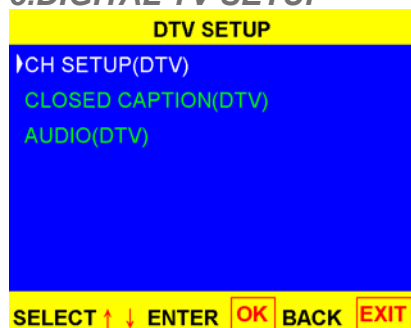 DTV SETUP
CH SETUP(DTV)
CLOSED CAPTION(DTV)
AUDIO(DTV)
SELECT ↑ ↓ ENTER OK BACK EXIT